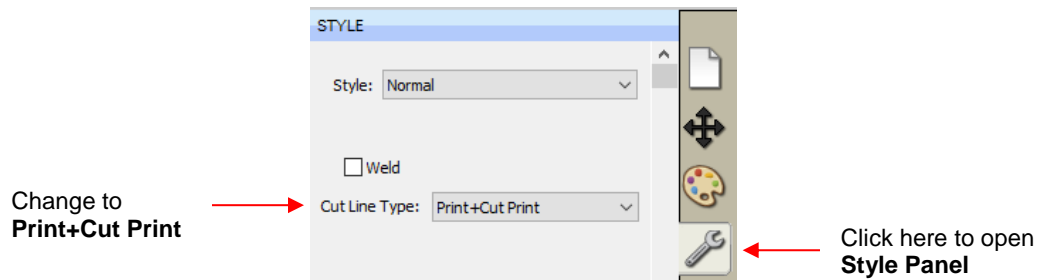 STYLE
Style: Normal
Weld
Cut Line Type: Print+Cut Print
Change to
Print+Cut Print
Click here to open
Style Panel